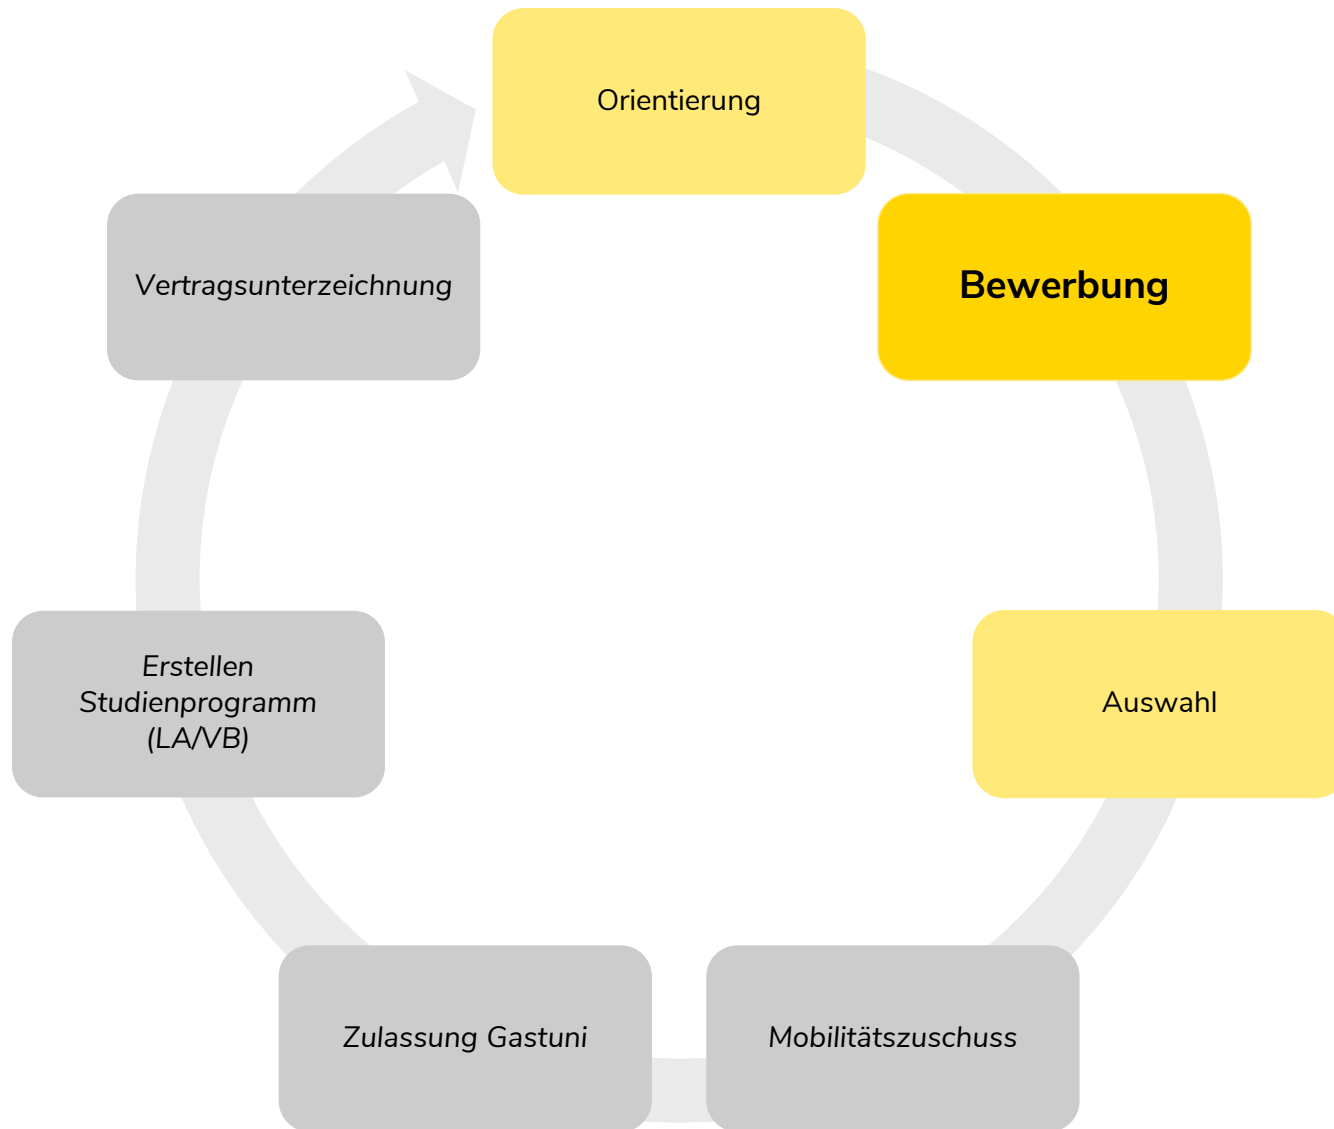 Orientierung
Bewerbung
Auswahl
Mobilitätszuschuss
Zulassung Gastuni
Erstellen
Studienprogramm
(LA/VB)
Vertragsunterzeichnung